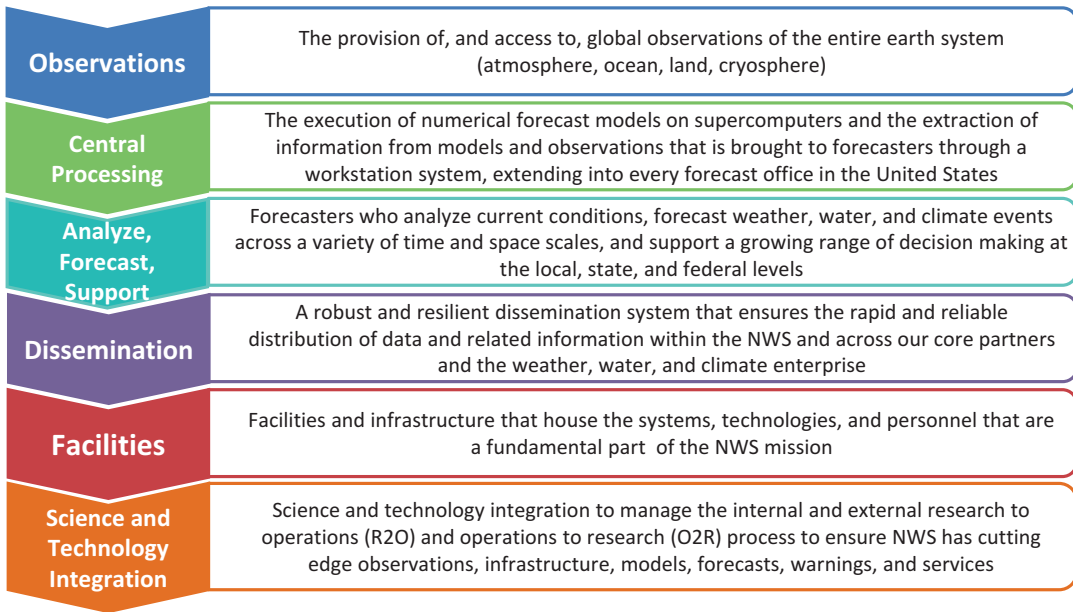 Observations
The provision of, and access to, global observations of the entire earth system
(atmosphere, ocean, land, cryosphere)
Central
Processing
The execution of numerical forecast models on supercomputers and the extraction of
information from models and observations that is brought to forecasters through a
workstation system, extending into every forecast office in the United States
Analyze,
Forecast,
Support
Forecasters who analyze current conditions, forecast weather, water, and climate events
across a variety of time and space scales, and support a growing range of decision making at
the local, state, and federal levels
Dissemination
A robust and resilient dissemination system that ensures the rapid and reliable
distribution of data and related information within the NWS and across our core partners
and the weather, water, and climate enterprise
Facilities
Facilities and infrastructure that house the systems, technologies, and personnel that are
a fundamental part of the NWS mission
Science and
Technology
Integration
Science and technology integration to manage the internal and external research to
operations (R2O) and operations to research (O2R) process to ensure NWS has cutting
edge observations, infrastructure, models, forecasts, warnings, and services